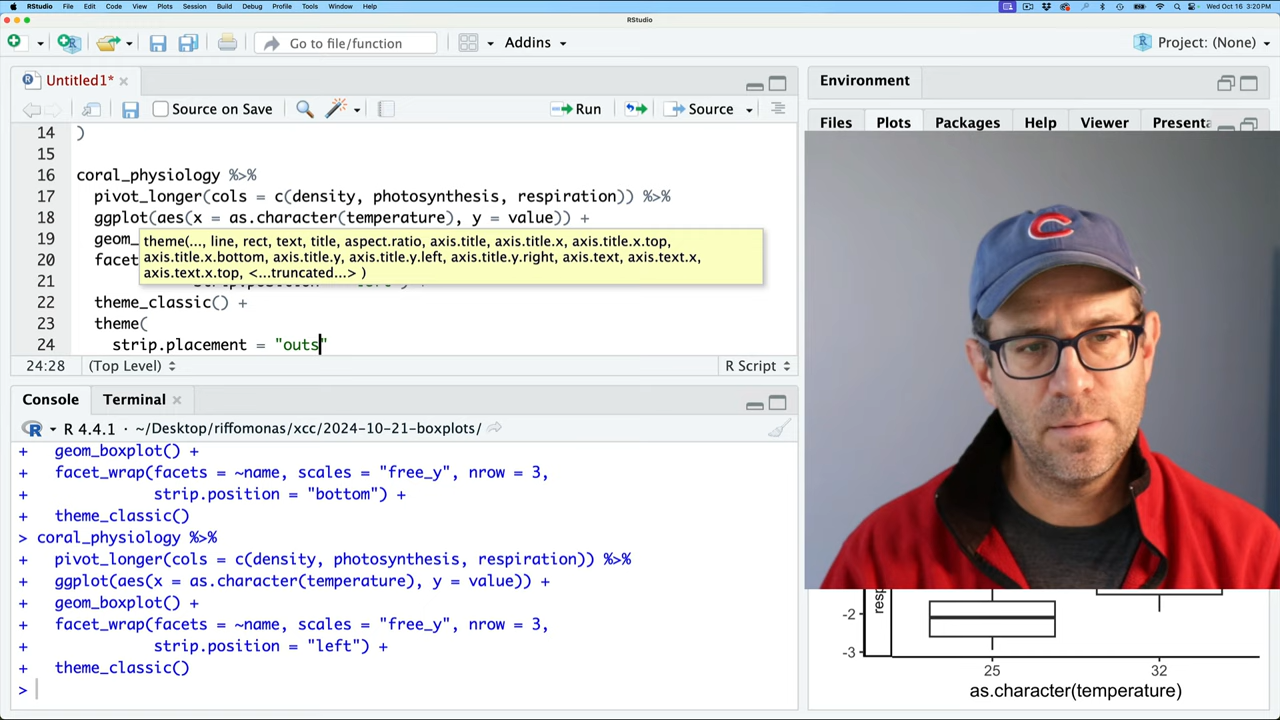 RStudio File Edit Code View Plots Session Build Debug Profile Tools Window Help Wed Oct 16 3:20PM
RStudio
Go to file/function Addins Project: (None)
Untitled1*
Source on Save Run Source
14 )
15
16 coral_physiology %>%
17 pivot_longer(cols = c(density, photosynthesis, respiration)) %>%
18 ggplot(aes(x = as.character(temperature), y = value)) +
19 geom_
theme(..., line, rect, text, title, aspect.ratio, axis.title, axis.title.x, axis.title.x.top,
20 face
axis.title.x.bottom, axis.title.y, axis.title.y.left, axis.title.y.right, axis.text, axis.text.x,
axis.text.x.top, <...truncated...> )
21
22 theme_classic() +
23 theme(
24 strip.placement = "outs"
24:28 (Top Level) R Script
Console Terminal
R 4.4.1 · ~/Desktop/riffomonas/xcc/2024-10-21-boxplots/
+ geom_boxplot() +
+ facet_wrap(facets = ~name, scales = "free_y", nrow = 3,
+ strip.position = "bottom") +
+ theme_classic()
> coral_physiology %>%
+ pivot_longer(cols = c(density, photosynthesis, respiration)) %>%
+ ggplot(aes(x = as.character(temperature), y = value)) +
+ geom_boxplot() +
+ facet_wrap(facets = ~name, scales = "free_y", nrow = 3,
+ strip.position = "left") +
+ theme_classic()
>
Environment
Files Plots Packages Help Viewer Presenta
C
resp
-2
-3
25 32
as.character(temperature)